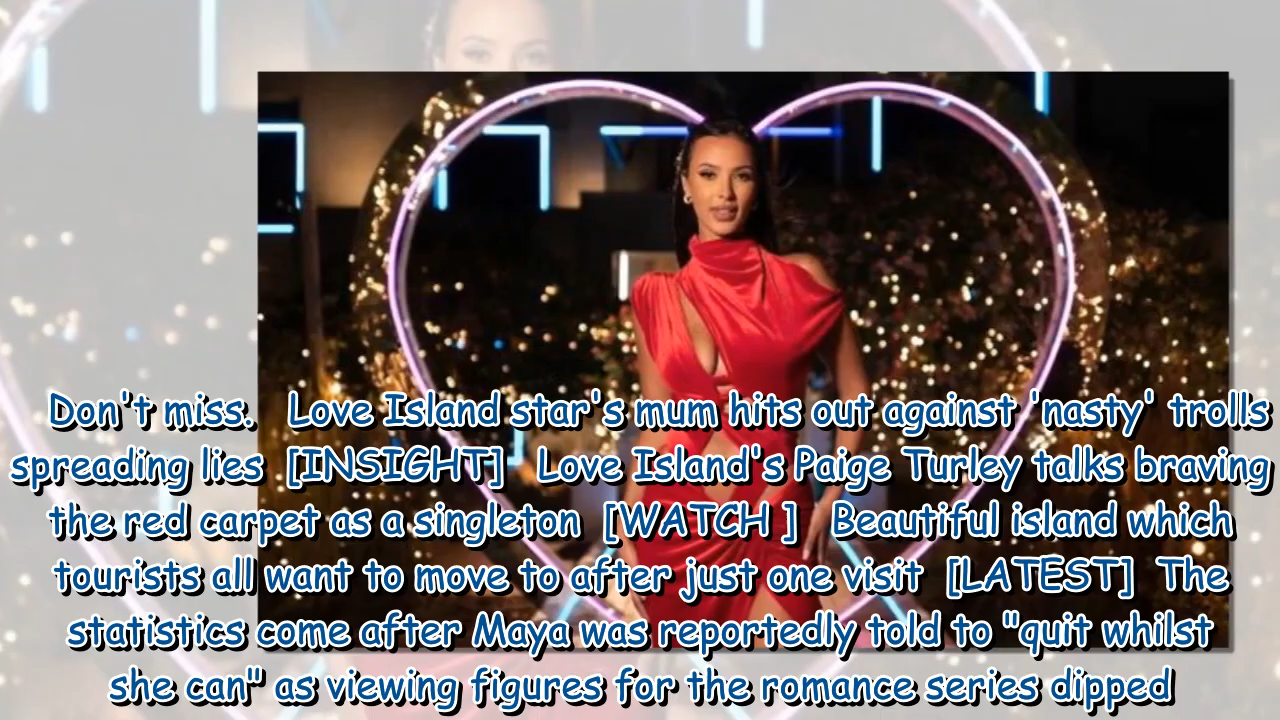 Don't miss.   Love Island star's mum hits out against 'nasty' trolls
spreading lies  [INSIGHT]   Love Island's Paige Turley talks braving
the red carpet as a singleton  [WATCH ]   Beautiful island which
tourists all want to move to after just one visit  [LATEST]  The
statistics come after Maya was reportedly told to "quit whilst
she can" as viewing figures for the romance series dipped